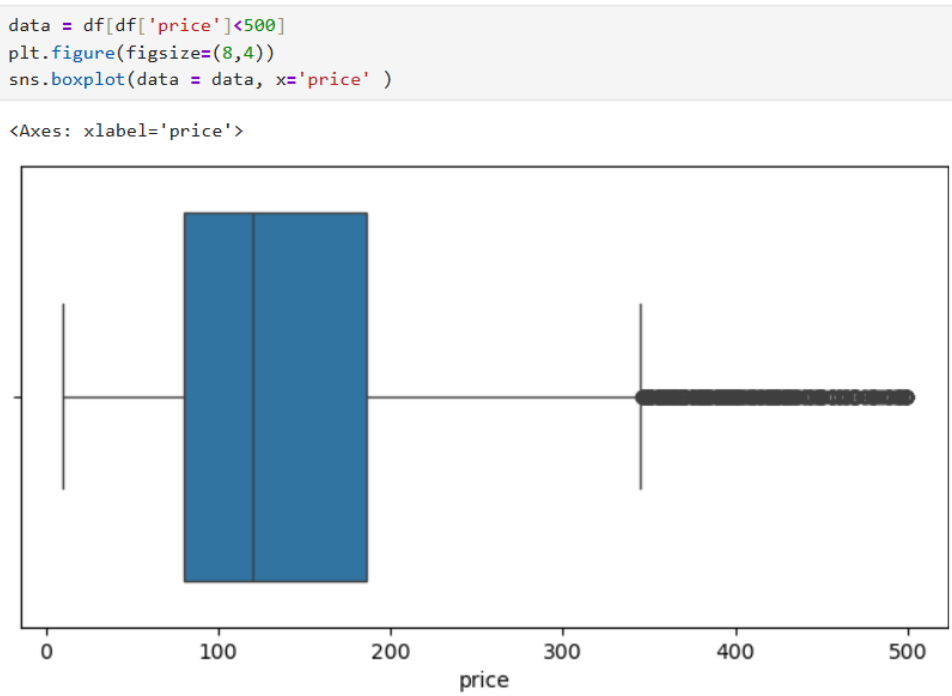 data = df[df['price']<500]
plt.figure(figsize=(8,4))
sns.boxplot(data = data, x='price' )
<Axes: xlabel='price'>
0 100 200 300 400 500
price